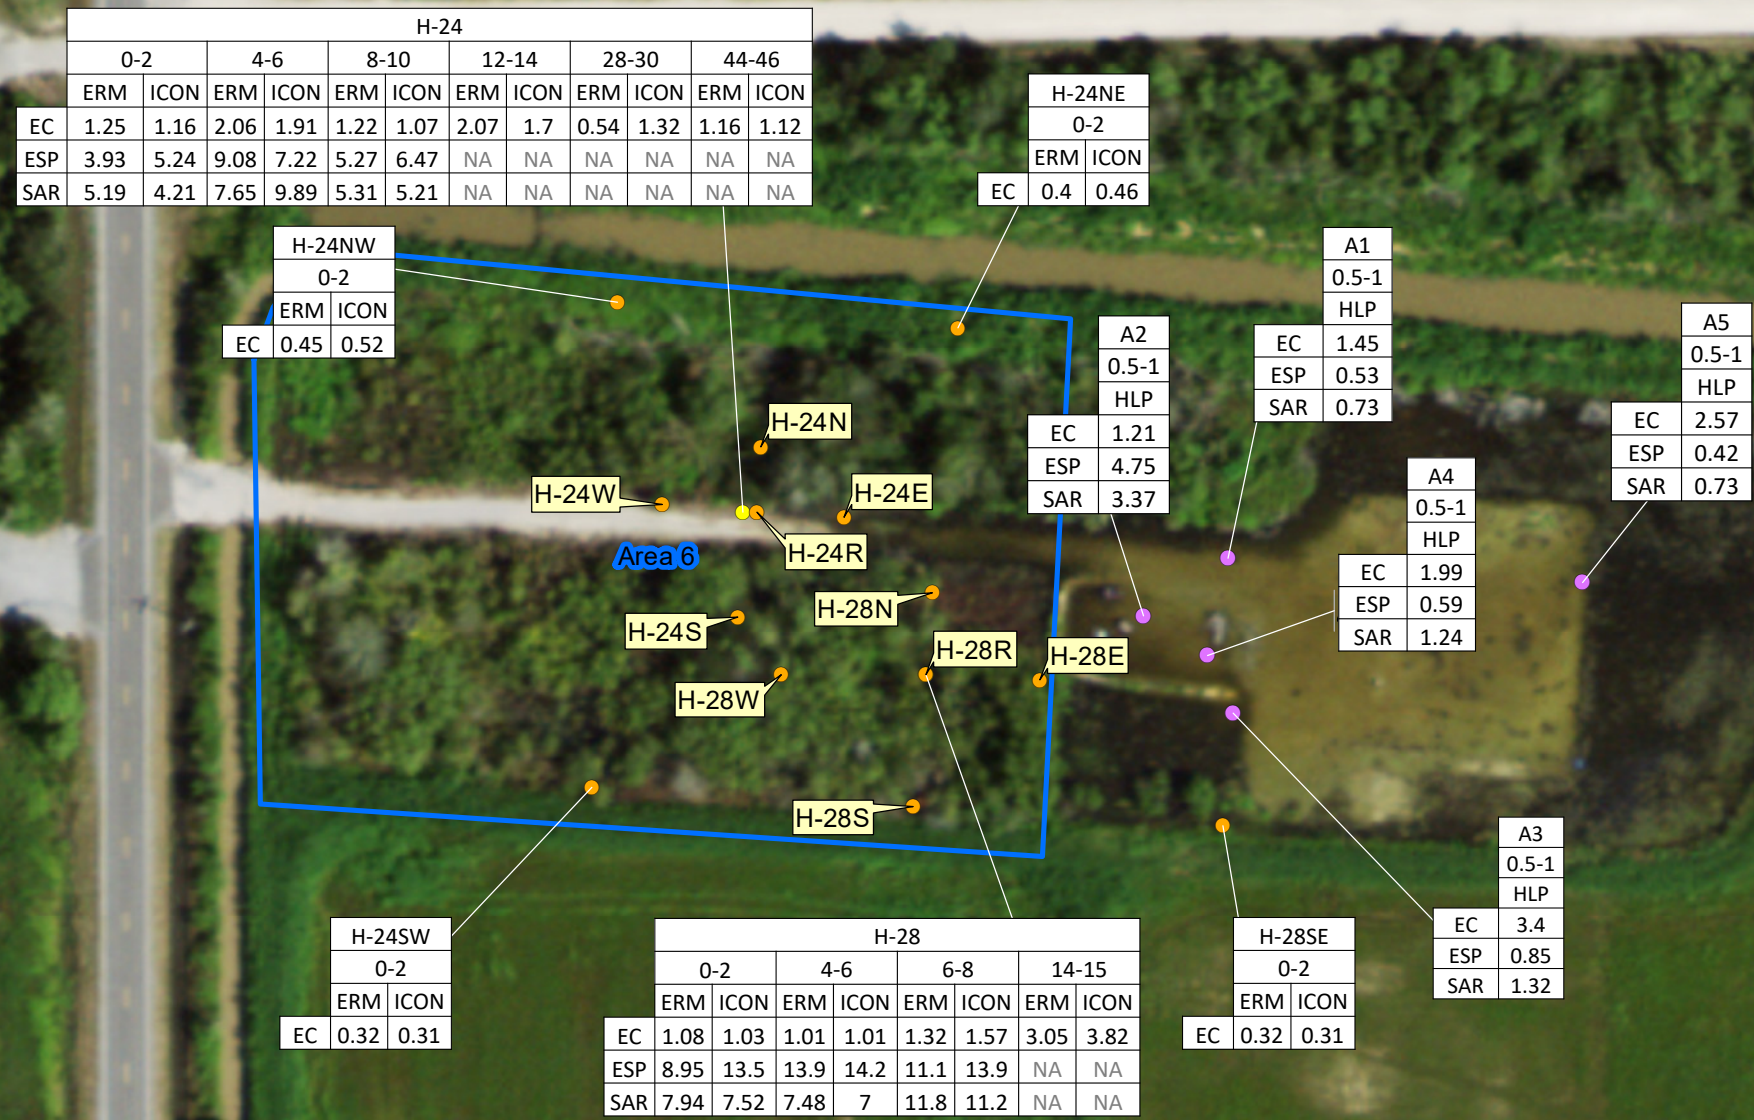 H-24
0-2 4-6 8-10 12-14 28-30 44-46
ERM ICON ERM ICON ERM ICON ERM ICON ERM ICON ERM ICON
EC 1.25 1.16 2.06 1.91 1.22 1.07 2.07 1.7 0.54 1.32 1.16 1.12
ESP 3.93 5.24 9.08 7.22 5.27 6.47 NA NA NA NA NA NA
SAR 5.19 4.21 7.65 9.89 5.31 5.21 NA NA NA NA NA NA
H-24NE
0-2
ERM ICON
EC 0.4 0.46
H-24NW
0-2
ERM ICON
EC 0.45 0.52
A1
0.5-1
HLP
EC 1.45
ESP 0.53
SAR 0.73
A5
0.5-1
HLP
EC 2.57
ESP 0.42
SAR 0.73
A2
0.5-1
HLP
EC 1.21
ESP 4.75
SAR 3.37
A4
0.5-1
HLP
EC 1.99
ESP 0.59
SAR 1.24
H-24N
H-24W
H-24E
H-24R
Area 6
H-28N
H-24S
H-28R
H-28E
H-28W
H-28S
A3
0.5-1
HLP
EC 3.4
ESP 0.85
SAR 1.32
H-24SW
0-2
ERM ICON
EC 0.32 0.31
H-28
0-2 4-6 6-8 14-15
ERM ICON ERM ICON ERM ICON ERM ICON
EC 1.08 1.03 1.01 1.01 1.32 1.57 3.05 3.82
ESP 8.95 13.5 13.9 14.2 11.1 13.9 NA NA
SAR 7.94 7.52 7.48 7 11.8 11.2 NA NA
H-28SE
0-2
ERM ICON
EC 0.32 0.31